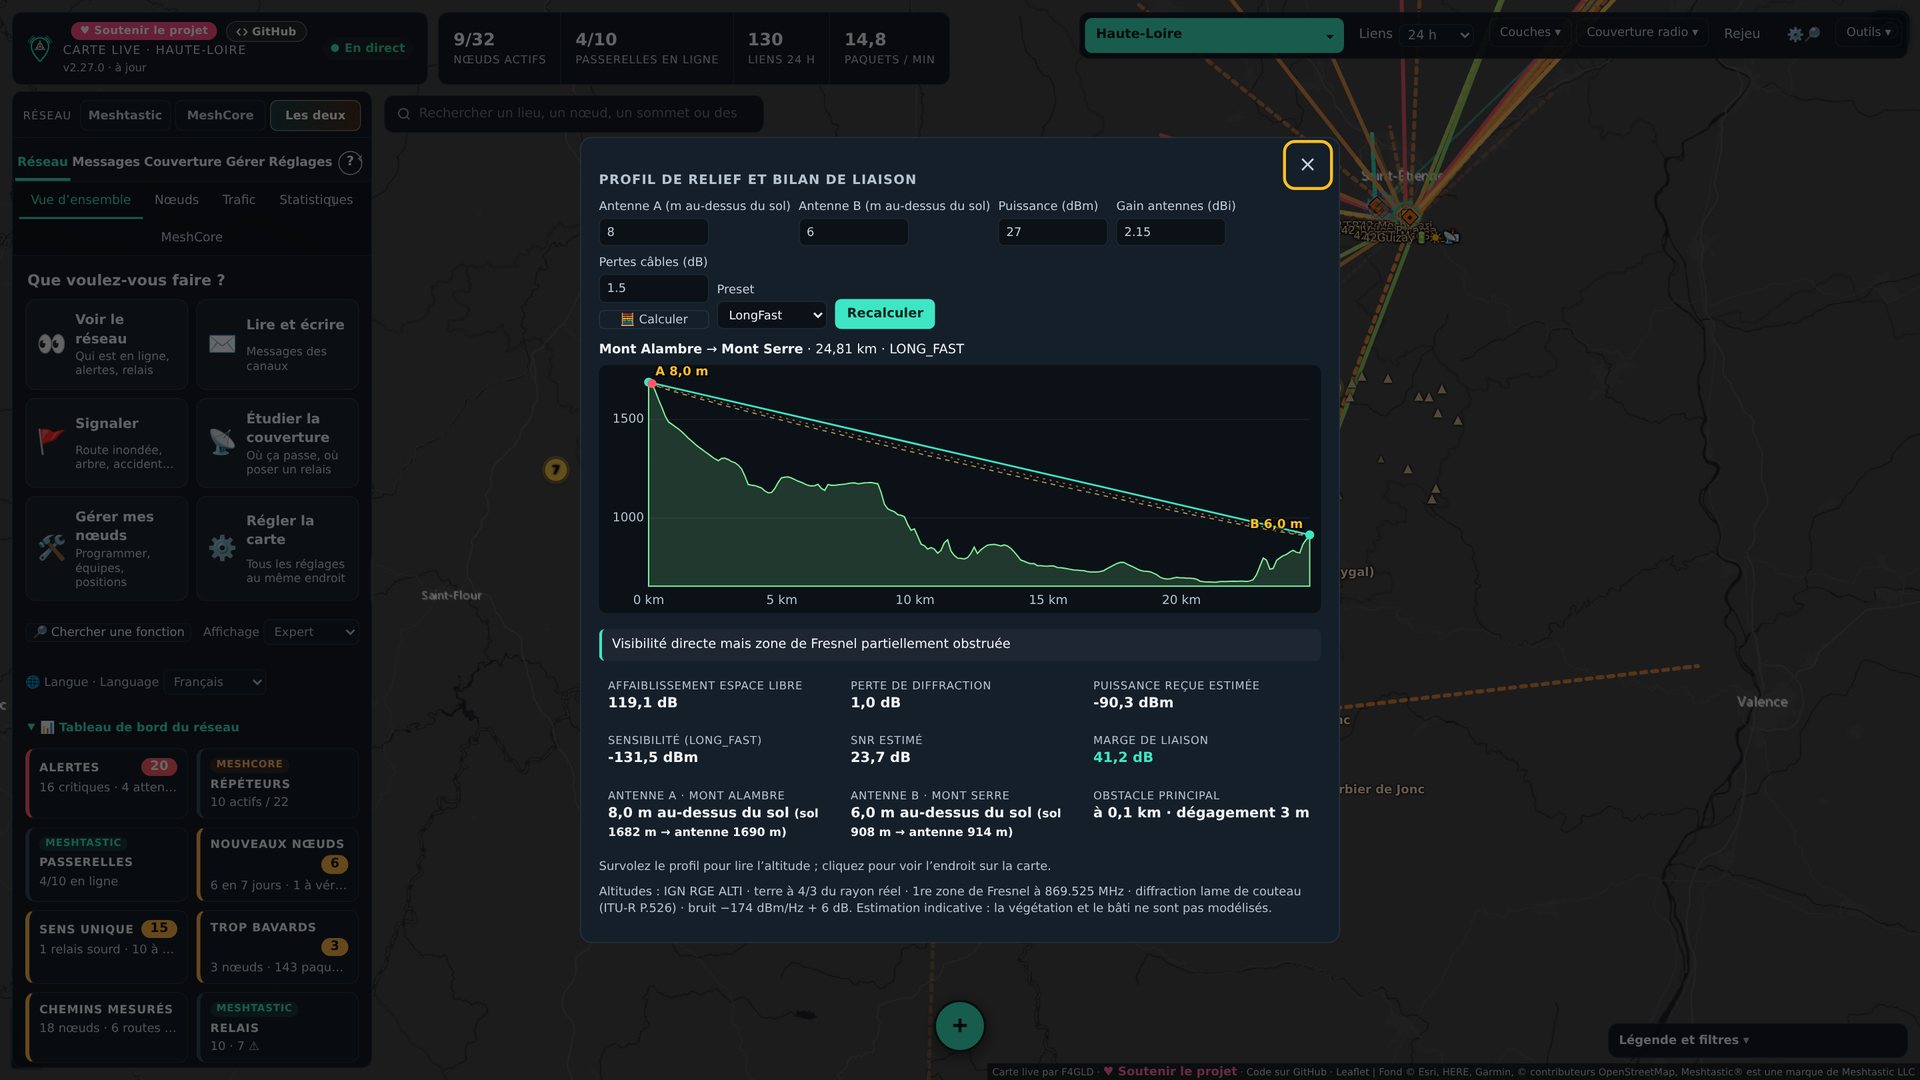 ♥ Soutenir le projet
<> GitHub
CARTE LIVE · HAUTE-LOIRE
v2.27.0 · à jour
En direct
9/32
NŒUDS ACTIFS
4/10
PASSERELLES EN LIGNE
130
LIENS 24 H
14,8
PAQUETS / MIN
Haute-Loire
Liens
24 h
Couches ▾
Couverture radio ▾
Rejeu
Outils ▾
RÉSEAU
Meshtastic
MeshCore
Les deux
Rechercher un lieu, un nœud, un sommet ou des
Réseau Messages Couverture Gérer Réglages ?
Vue d’ensemble
Nœuds
Trafic
Statistiques
MeshCore
Que voulez-vous faire ?
Voir le réseau
Qui est en ligne, alertes, relais
Lire et écrire
Messages des canaux
Signaler
Route inondée, arbre, accident…
Étudier la couverture
Où ça passe, où poser un relais
Gérer mes nœuds
Programmer, équipes, positions
Régler la carte
Tous les réglages au même endroit
Chercher une fonction
Affichage
Expert
Langue · Language
Français
▼ Tableau de bord du réseau
ALERTES
20
16 critiques · 4 atten…
MESHCORE
RÉPÉTEURS
10 actifs / 22
MESHTASTIC
PASSERELLES
4/10 en ligne
NOUVEAUX NŒUDS
6
6 en 7 jours · 1 à vér…
SENS UNIQUE
15
1 relais sourd · 10 à …
TROP BAVARDS
3
3 nœuds · 143 paqu…
CHEMINS MESURÉS
18 nœuds · 6 routes …
MESHTASTIC
RELAIS
10 · 7 ⚠
PROFIL DE RELIEF ET BILAN DE LIAISON
×
Antenne A (m au-dessus du sol)
8
Antenne B (m au-dessus du sol)
6
Puissance (dBm)
27
Gain antennes (dBi)
2.15
Pertes câbles (dB)
1.5
Calculer
Preset
LongFast
Recalculer
Mont Alambre → Mont Serre · 24,81 km · LONG_FAST
A 8,0 m
1500
1000
B 6,0 m
0 km
5 km
10 km
15 km
20 km
Visibilité directe mais zone de Fresnel partiellement obstruée
AFFAIBLISSEMENT ESPACE LIBRE
119,1 dB
PERTE DE DIFFRACTION
1,0 dB
PUISSANCE REÇUE ESTIMÉE
-90,3 dBm
SENSIBILITÉ (LONG_FAST)
-131,5 dBm
SNR ESTIMÉ
23,7 dB
MARGE DE LIAISON
41,2 dB
ANTENNE A · MONT ALAMBRE
8,0 m au-dessus du sol (sol
1682 m → antenne 1690 m)
ANTENNE B · MONT SERRE
6,0 m au-dessus du sol (sol
908 m → antenne 914 m)
OBSTACLE PRINCIPAL
à 0,1 km · dégagement 3 m
Survolez le profil pour lire l’altitude ; cliquez pour voir l’endroit sur la carte.
Altitudes : IGN RGE ALTI · terre à 4/3 du rayon réel · 1re zone de Fresnel à 869.525 MHz · diffraction lame de couteau
(ITU-R P.526) · bruit −174 dBm/Hz + 6 dB. Estimation indicative : la végétation et le bâti ne sont pas modélisés.
7
Saint-Flour
Saint-Etienne
Guizay
ygal)
Valence
nc
rbier de Jonc
+
Légende et filtres ▾
Carte live par F4GLD · ♥ Soutenir le projet · Code sur GitHub · Leaflet | Fond © Esri, HERE, Garmin, © contributeurs OpenStreetMap, Meshtastic® est une marque de Meshtastic LLC